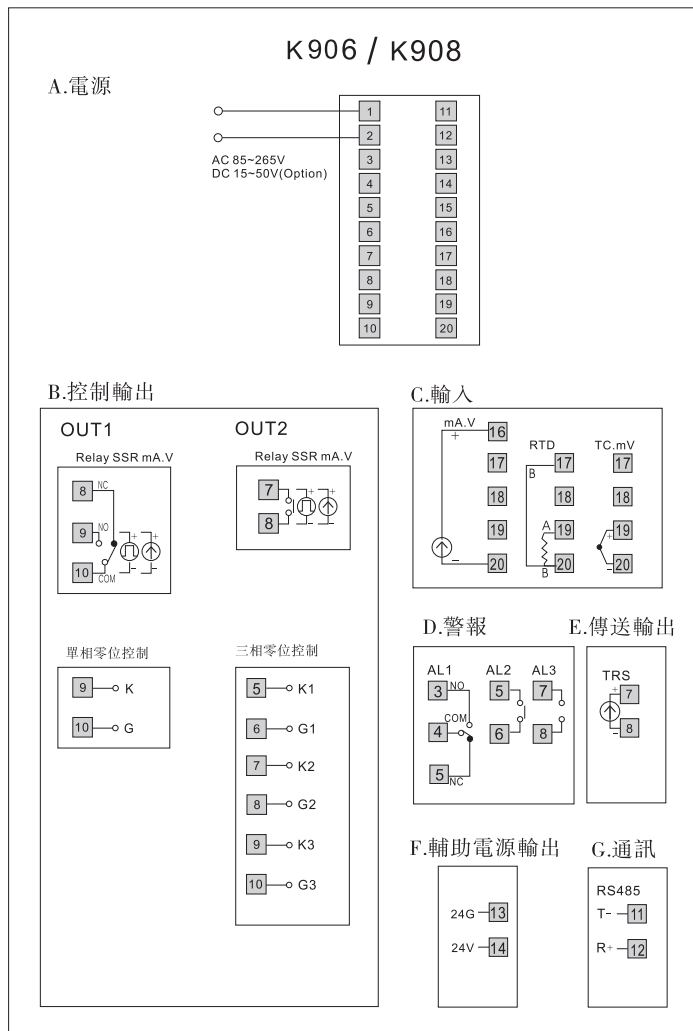 K906 / K908
A.電源
1 11
2 12
AC 85~265V
DC 15~50V(Option)
3 13
4 14
5 15
6 16
7 17
8 18
9 19
10 20
B.控制輸出
OUT1
Relay SSR mA.V
8 NC
9 NO
10 COM
+ +
- -
OUT2
Relay SSR mA.V
7
8
+ +
- -
單相零位控制
9 K
10 G
三相零位控制
5 K1
6 G1
7 K2
8 G2
9 K3
10 G3
C.輸入
mA.V
+ 16
17
18
19
- 20
RTD
B 17
18
A 19
B 20
TC.mV
17
18
+ 19
- 20
D.警報
AL1
3 NO
COM
4
5 NC
AL2
5
6
AL3
7
8
E.傳送輸出
TRS
+ 7
- 8
F.輔助電源輸出
24G 13
24V 14
G.通訊
RS485
T- 11
R+ 12